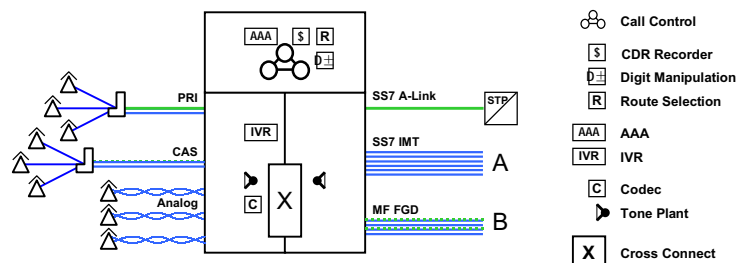 AAA $ R
D±
PRI
SS7 A-Link
STP
IVR
SS7 IMT
A
CAS
C
X
Analog
MF FGD
B
Call Control
$ CDR Recorder
D± Digit Manipulation
R Route Selection
AAA AAA
IVR IVR
C Codec
Tone Plant
X Cross Connect